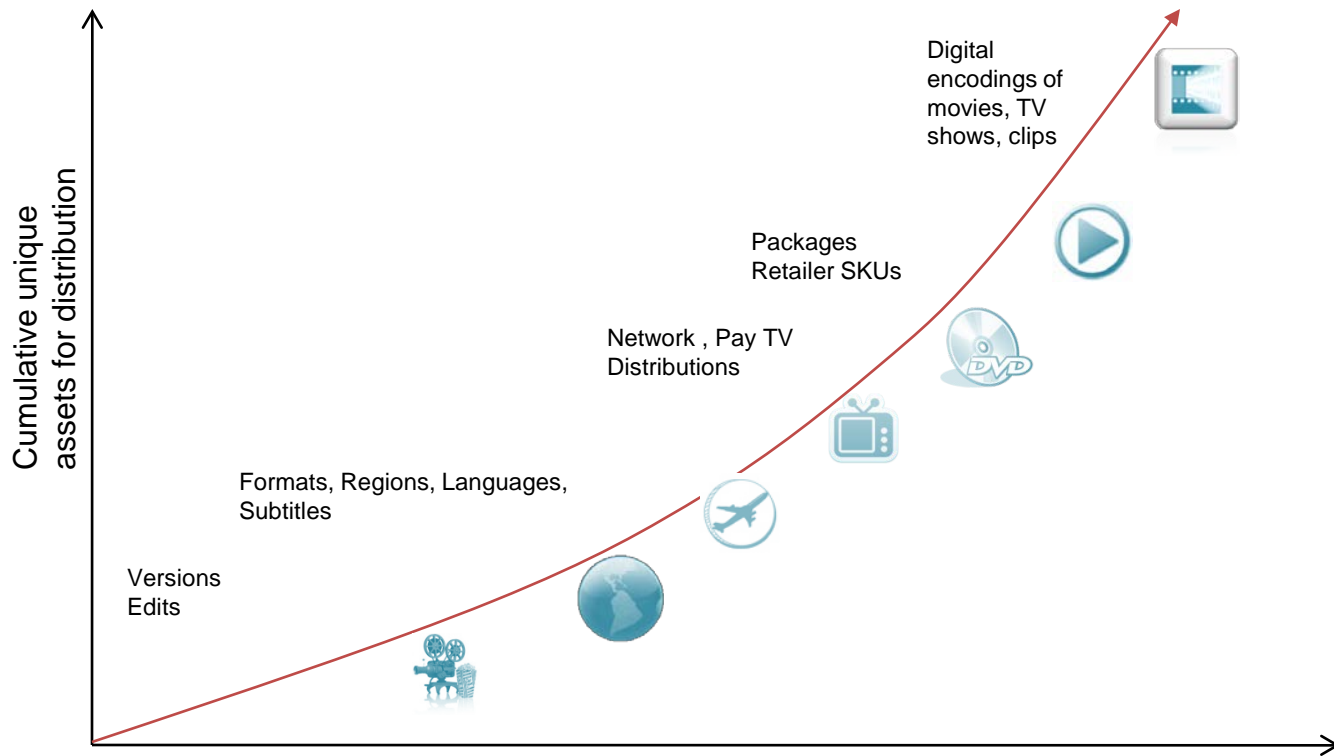 Digital
encodings of
movies, TV
shows, clips
Cumulative unique
assets for distribution
Packages
Retailer SKUs
Network , Pay TV
Distributions
DVD
Formats, Regions, Languages,
Subtitles
Versions
Edits